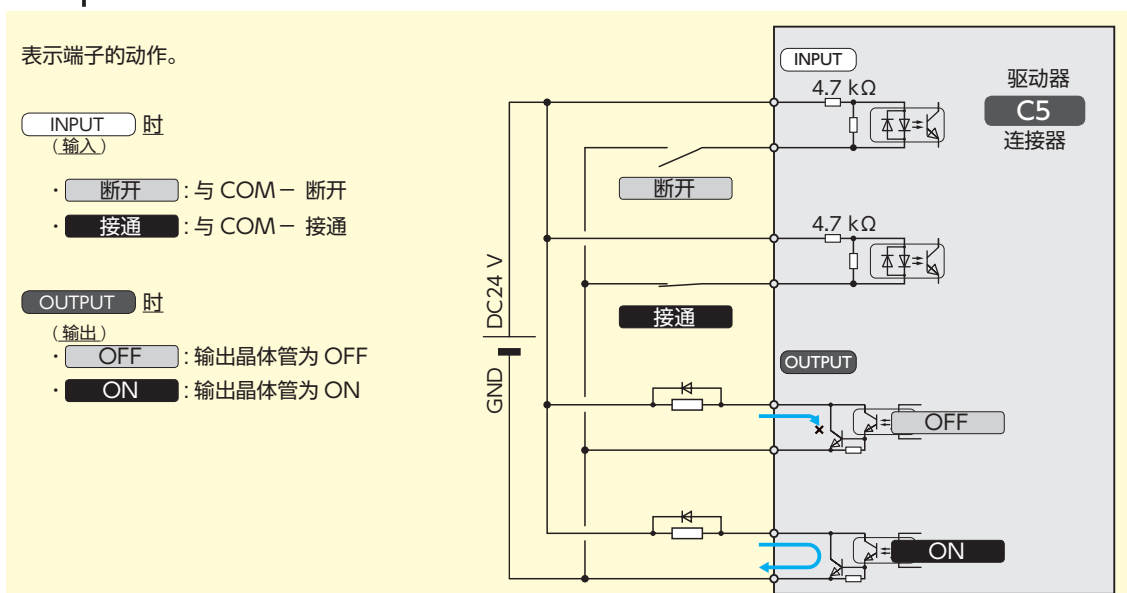 表示端子的动作。
INPUT 时
（输入）
· 断开 : 与 COM－ 断开
· 接通 : 与 COM－ 接通
OUTPUT 时
（输出）
· OFF : 输出晶体管为 OFF
· ON : 输出晶体管为 ON
DC24 V
GND
INPUT
4.7 kΩ
驱动器
C5
连接器
断开
4.7 kΩ
接通
OUTPUT
OFF
ON